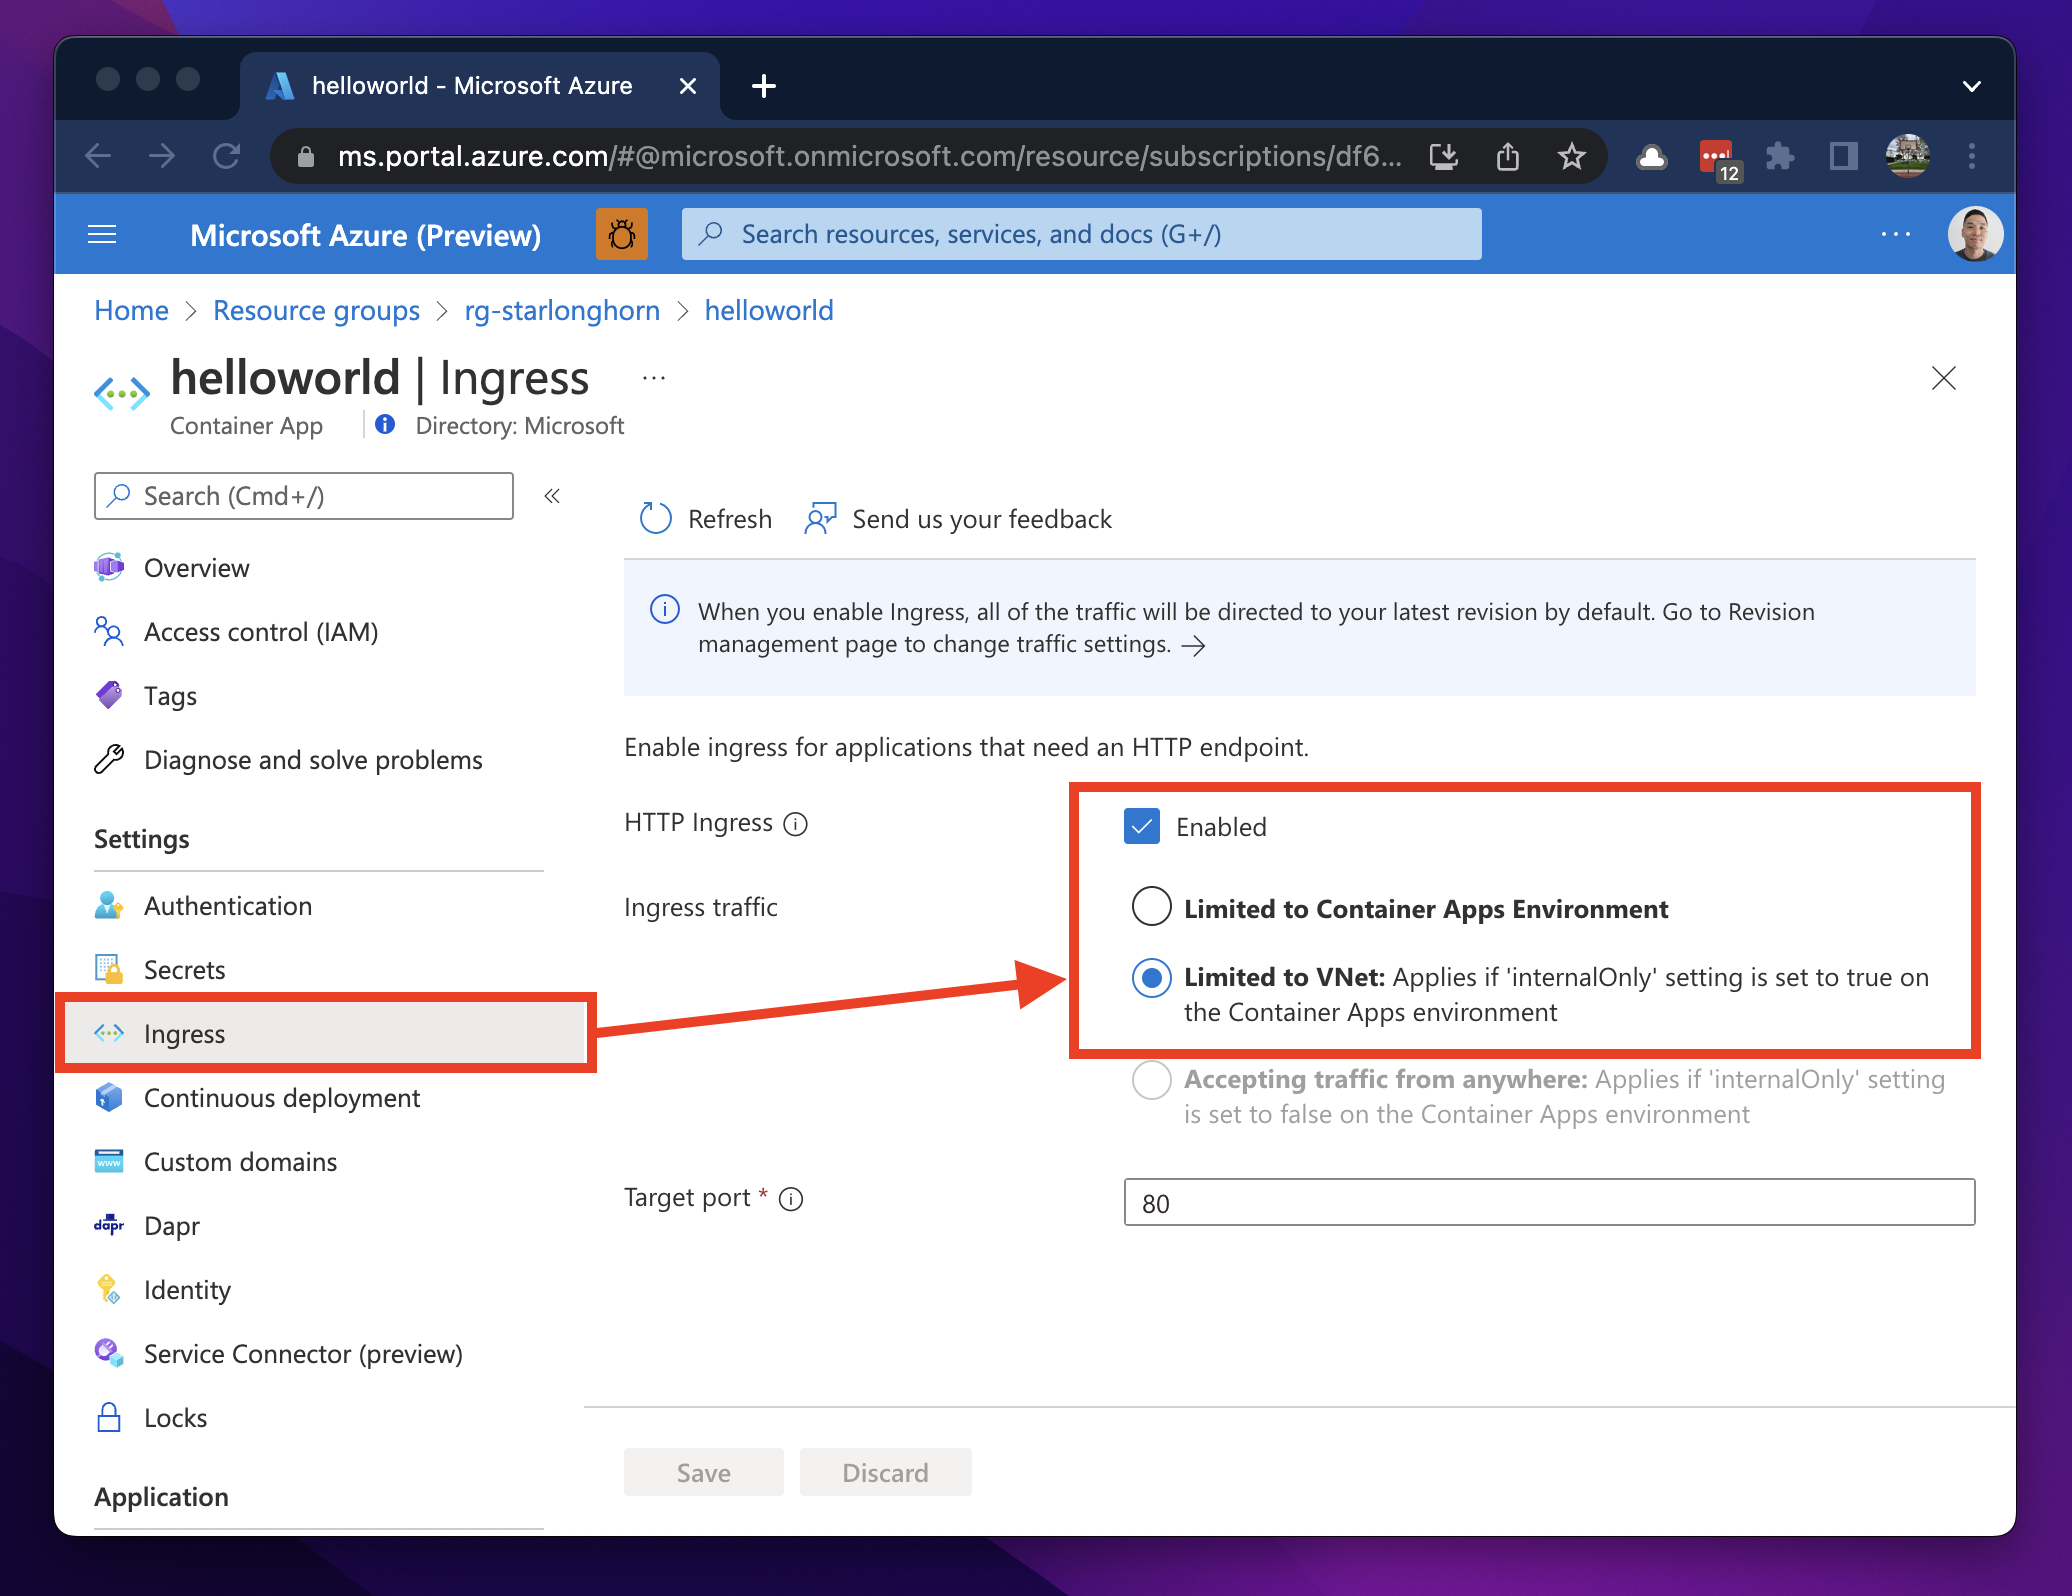 helloworld - Microsoft Azure
ms.portal.azure.com/#@microsoft.onmicrosoft.com/resource/subscriptions/df6...
12
Microsoft Azure (Preview)
Search resources, services, and docs (G+/)
Home > Resource groups > rg-starlonghorn > helloworld
helloworld | Ingress ...
Container App
Directory: Microsoft
Search (Cmd+/)
«
Overview
Access control (IAM)
Tags
Diagnose and solve problems
Settings
Authentication
Secrets
Ingress
Continuous deployment
www
Custom domains
dapr
Dapr
Identity
Service Connector (preview)
Locks
Application
Refresh
Send us your feedback
When you enable Ingress, all of the traffic will be directed to your latest revision by default. Go to Revision
management page to change traffic settings. →
Enable ingress for applications that need an HTTP endpoint.
HTTP Ingress
Enabled
Ingress traffic
Limited to Container Apps Environment
Limited to VNet: Applies if 'internalOnly' setting is set to true on
the Container Apps environment
Accepting traffic from anywhere: Applies if 'internalOnly' setting
is set to false on the Container Apps environment
Target port *
80
Save
Discard